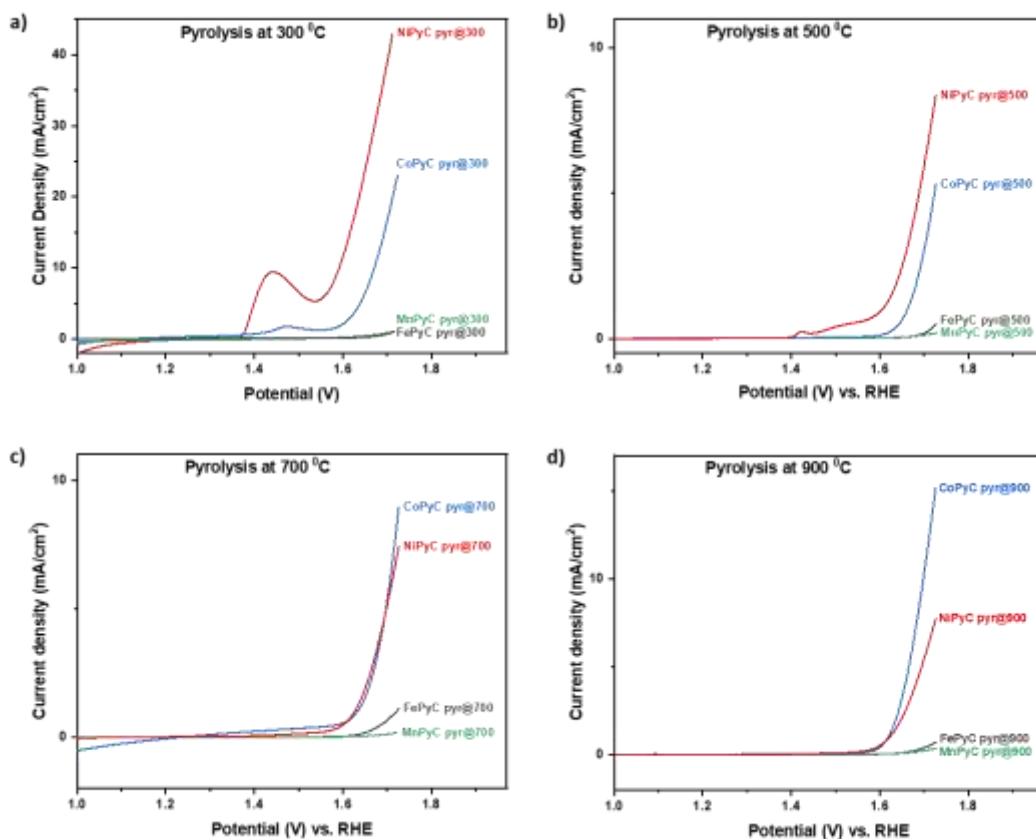 a)
Pyrolysis at 300 ⁰C
NiPyC pyr@300
CoPyC pyr@300
MnPyC pyr@300
FePyC pyr@300
Current Density (mA/cm²)
40
30
20
10
0
1.0
1.2
1.4
1.6
1.8
Potential (V)
b)
Pyrolysis at 500 ⁰C
NiPyC pyr@500
CoPyC pyr@500
FePyC pyr@500
MnPyC pyr@500
Current density (mA/cm²)
10
0
1.0
1.2
1.4
1.6
1.8
Potential (V) vs. RHE
c)
Pyrolysis at 700 ⁰C
CoPyC pyr@700
NiPyC pyr@700
FePyC pyr@700
MnPyC pyr@700
Current density (mA/cm²)
10
0
1.0
1.2
1.4
1.6
1.8
Potential (V) vs. RHE
d)
Pyrolysis at 900 ⁰C
CoPyC pyr@900
NiPyC pyr@900
FePyC pyr@900
MnPyC pyr@900
Current density (mA/cm²)
10
0
1.0
1.2
1.4
1.6
1.8
Potential (V) vs. RHE